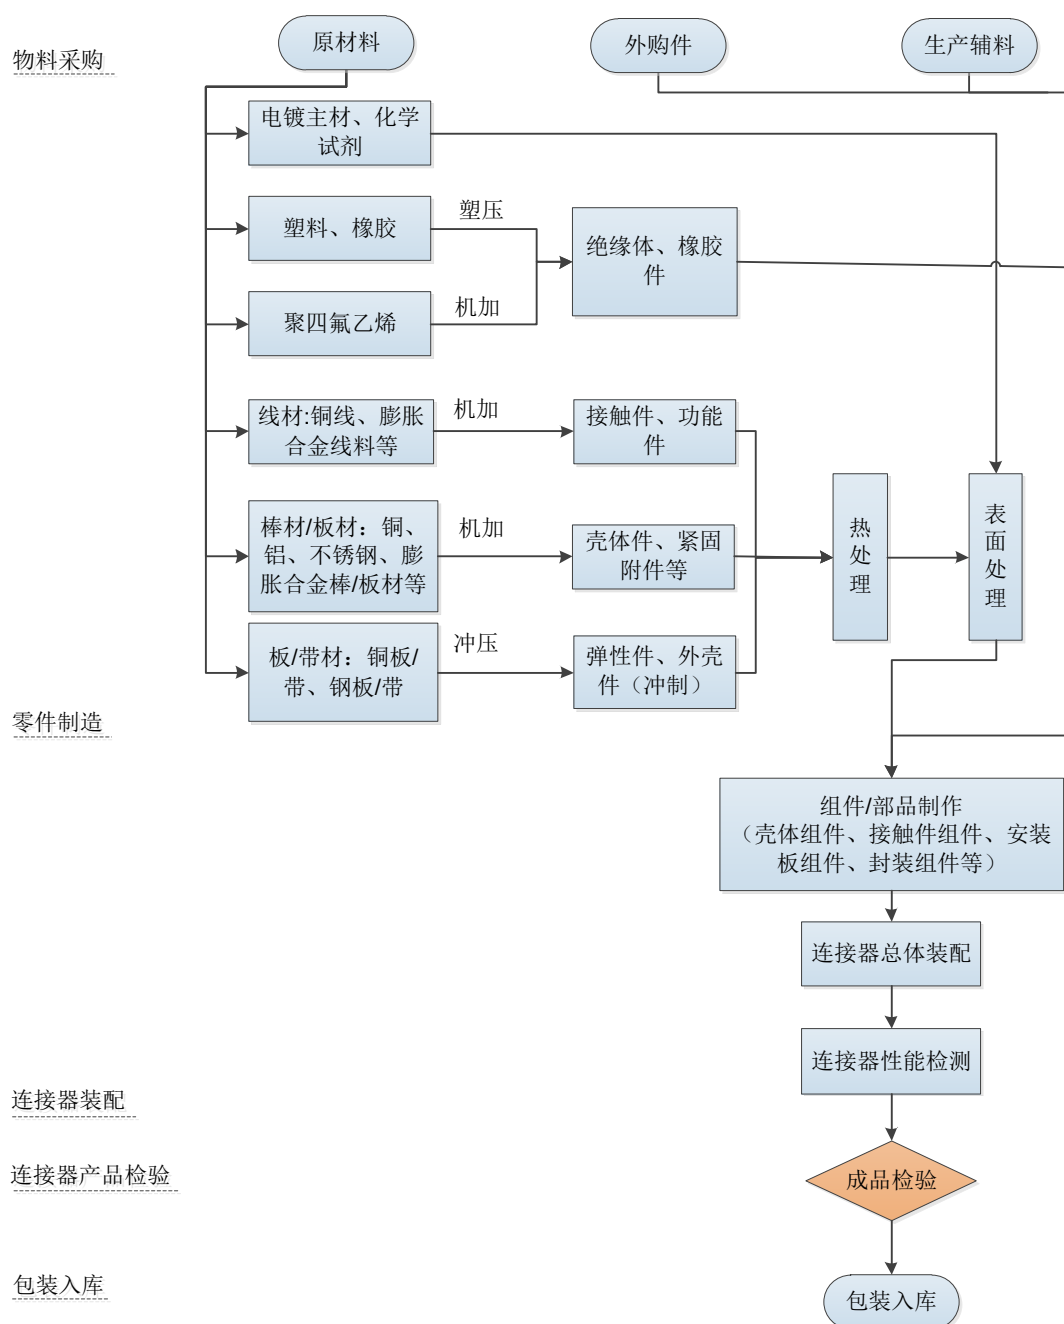 物料采购
原材料
外购件
生产辅料
电镀主材、化学
试剂
塑料、橡胶
塑压
绝缘体、橡胶
件
聚四氟乙烯
机加
线材:铜线、膨胀
合金线料等
机加
接触件、功能
件
棒材/板材：铜、
铝、不锈钢、膨
胀合金棒/板材等
机加
壳体件、紧固
附件等
热
处
理
表
面
处
理
板/带材：铜板/
带、钢板/带
冲压
弹性件、外壳
件（冲制）
零件制造
组件/部品制作
（壳体组件、接触件组件、安装
板组件、封装组件等）
连接器总体装配
连接器性能检测
连接器装配
连接器产品检验
成品检验
包装入库
包装入库